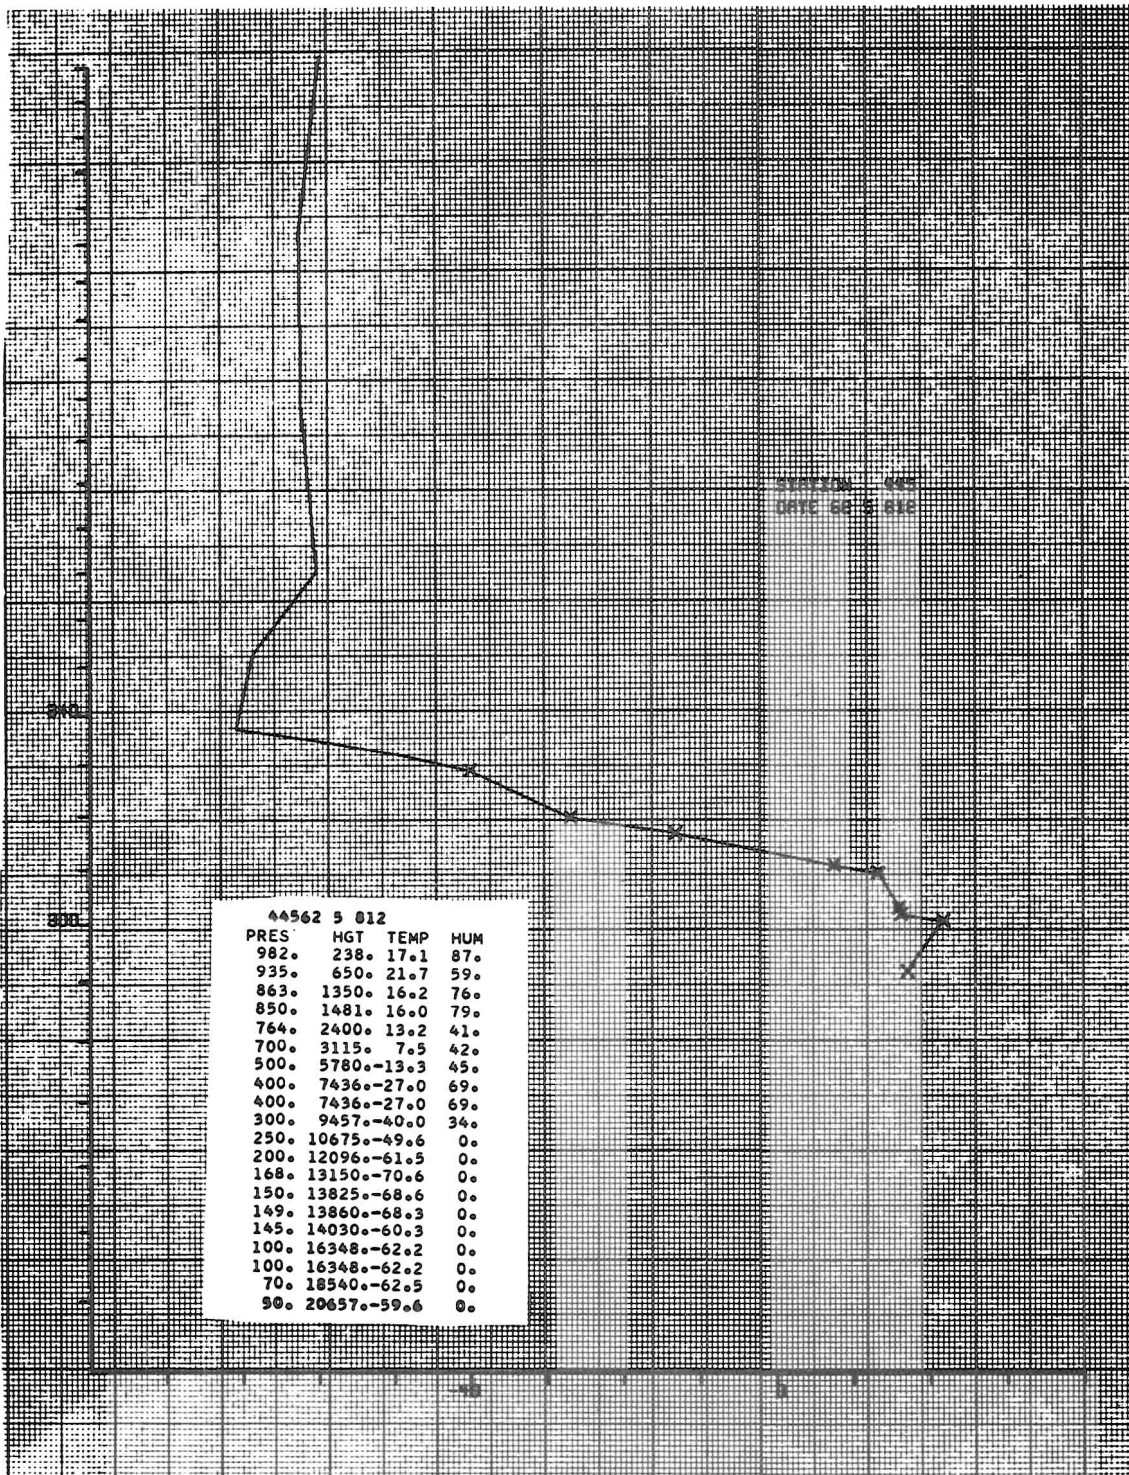 STATION 445
DATE 62 5 812
240
300
44562 5 812
PRES HGT TEMP HUM
982. 238. 17.1 87.
935. 650. 21.7 59.
863. 1350. 16.2 76.
850. 1481. 16.0 79.
764. 2400. 13.2 41.
700. 3115. 7.5 42.
500. 5780.-13.3 45.
400. 7436.-27.0 69.
400. 7436.-27.0 69.
300. 9457.-40.0 34.
250. 10675.-49.6 0.
200. 12096.-61.5 0.
168. 13150.-70.6 0.
150. 13825.-68.6 0.
149. 13860.-68.3 0.
145. 14030.-60.3 0.
100. 16348.-62.2 0.
100. 16348.-62.2 0.
70. 18540.-62.5 0.
50. 20657.-59.6 0.
0